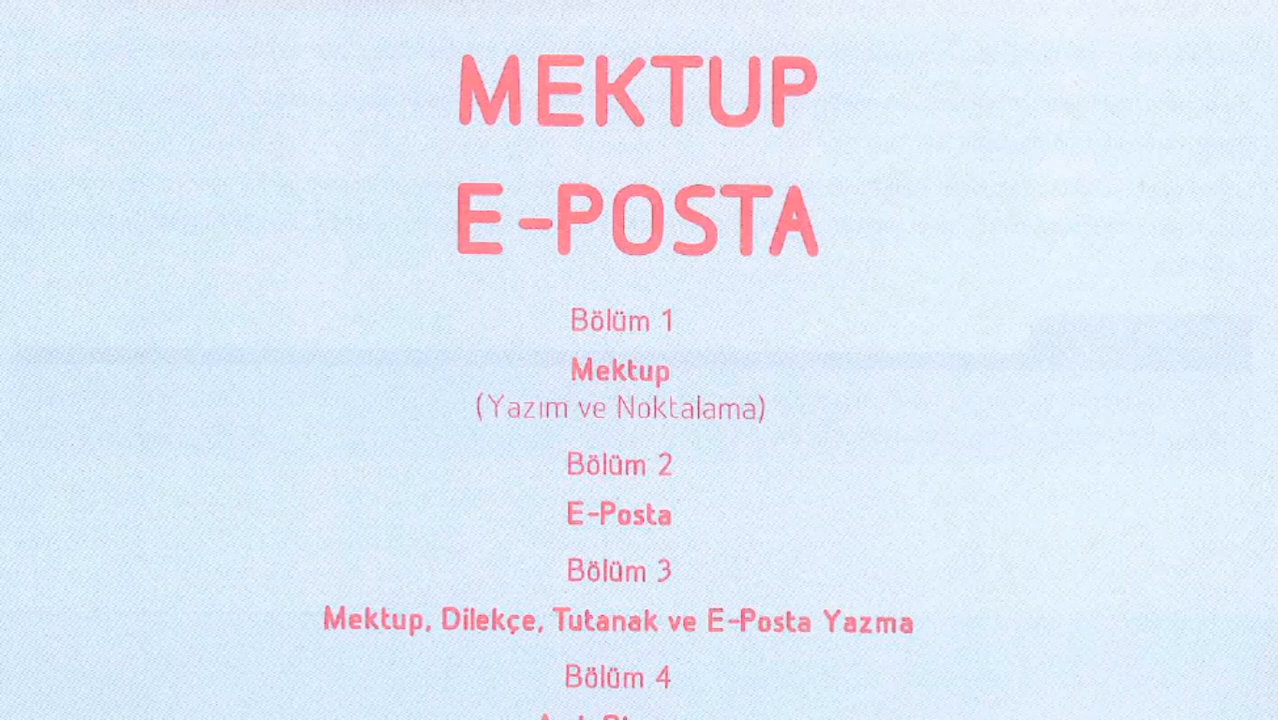 MEKTUP
E-POSTA
Bölüm 1
Mektup
(Yazım ve Noktalama)
Bölüm 2
E-Posta
Bölüm 3
Mektup, Dilekçe, Tutanak ve E-Posta Yazma
Bölüm 4